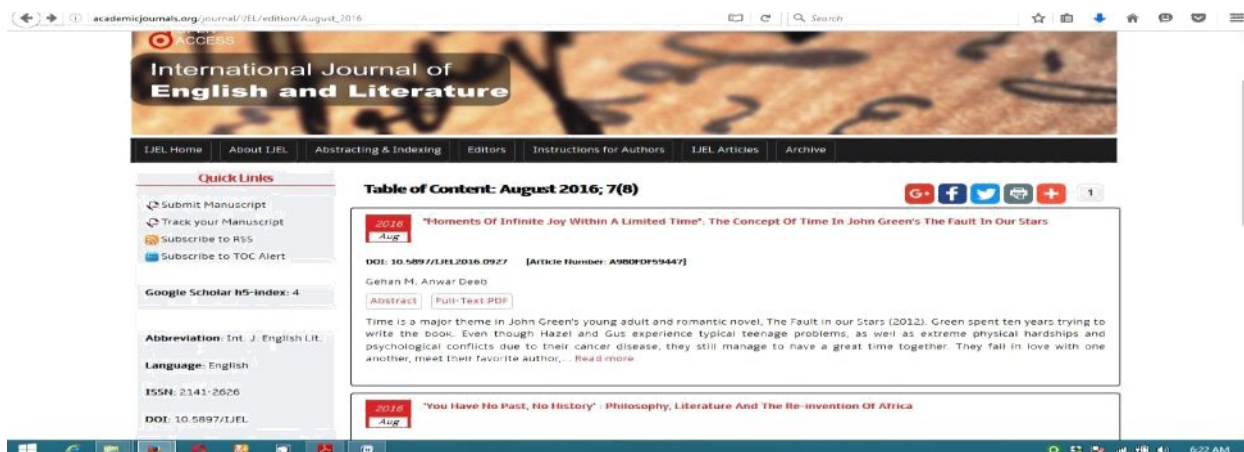 academicjournals.org/journal/IJEL/edition/August_2016
Search
OPEN
ACCESS
International Journal of
English and Literature
IJEL Home
About IJEL
Abstracting & Indexing
Editors
Instructions for Authors
IJEL Articles
Archive
Quick Links
Submit Manuscript
Track your Manuscript
Subscribe to RSS
Subscribe to TOC Alert
Google Scholar h5-index: 4
Abbreviation: Int. J. English Lit.
Language: English
ISSN: 2141-2626
DOI: 10.5897/IJEL
Table of Content: August 2016; 7(8)
G+
1
2016
Aug
"Moments Of Infinite Joy Within A Limited Time": The Concept Of Time In John Green's The Fault In Our Stars
DOI: 10.5897/IJEL2016.0927 [Article Number: A980FDF59447]
Gehan M. Anwar Deeb
Abstract
Full-Text PDF
Time is a major theme in John Green's young adult and romantic novel, The Fault in our Stars (2012). Green spent ten years trying to
write the book. Even though Hazel and Gus experience typical teenage problems, as well as extreme physical hardships and
psychological conflicts due to their cancer disease, they still manage to have a great time together. They fall in love with one
another, meet their favorite author,... Read more
2016
Aug
"You Have No Past, No History" : Philosophy, Literature And The Re-invention Of Africa
6:22 AM